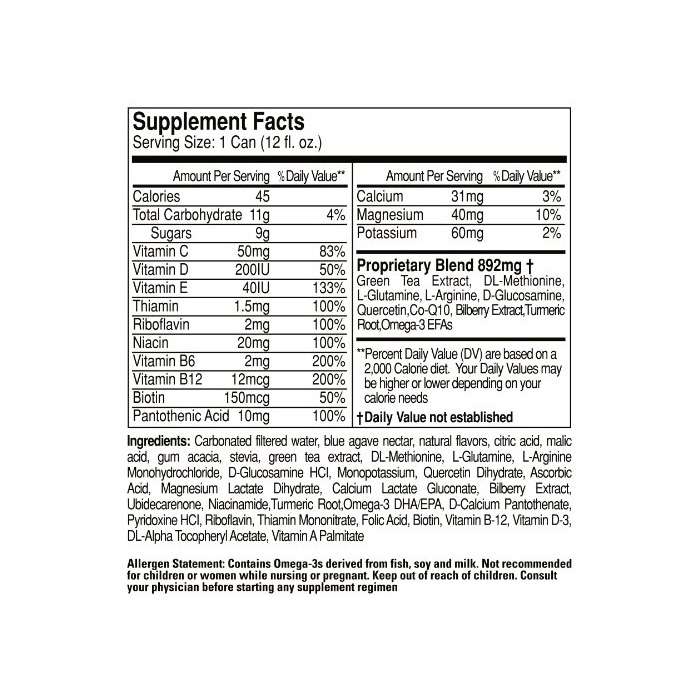 Supplement Facts
Serving Size: 1 Can (12 fl. oz.)
Amount Per Serving %Daily Value**
Calories 45
Total Carbohydrate 11g 4%
Sugars 9g
Vitamin C 50mg 83%
Vitamin D 200IU 50%
Vitamin E 40IU 133%
Thiamin 1.5mg 100%
Riboflavin 2mg 100%
Niacin 20mg 100%
Vitamin B6 2mg 200%
Vitamin B12 12mcg 200%
Biotin 150mcg 50%
Pantothenic Acid 10mg 100%
Amount Per Serving %Daily Value**
Calcium 31mg 3%
Magnesium 40mg 10%
Potassium 60mg 2%
Proprietary Blend 892mg †
Green Tea Extract, DL-Methionine,
L-Glutamine, L-Arginine, D-Glucosamine,
Quercetin,Co-Q10, Bilberry Extract,Turmeric
Root,Omega-3 EFAs
**Percent Daily Value (DV) are based on a
2,000 Calorie diet. Your Daily Values may
be higher or lower depending on your
calorie needs
†Daily Value not established
Ingredients: Carbonated filtered water, blue agave nectar, natural flavors, citric acid, malic
acid, gum acacia, stevia, green tea extract, DL-Methionine, L-Glutamine, L-Arginine
Monohydrochloride, D-Glucosamine HCI, Monopotassium, Quercetin Dihydrate, Ascorbic
Acid, Magnesium Lactate Dihydrate, Calcium Lactate Gluconate, Bilberry Extract,
Ubidecarenone, Niacinamide,Turmeric Root,Omega-3 DHA/EPA, D-Calcium Pantothenate,
Pyridoxine HCI, Riboflavin, Thiamin Mononitrate, Folic Acid, Biotin, Vitamin B-12, Vitamin D-3,
DL-Alpha Tocopheryl Acetate, Vitamin A Palmitate
Allergen Statement: Contains Omega-3s derived from fish, soy and milk. Not recommended
for children or women while nursing or pregnant. Keep out of reach of children. Consult
your physician before starting any supplement regimen